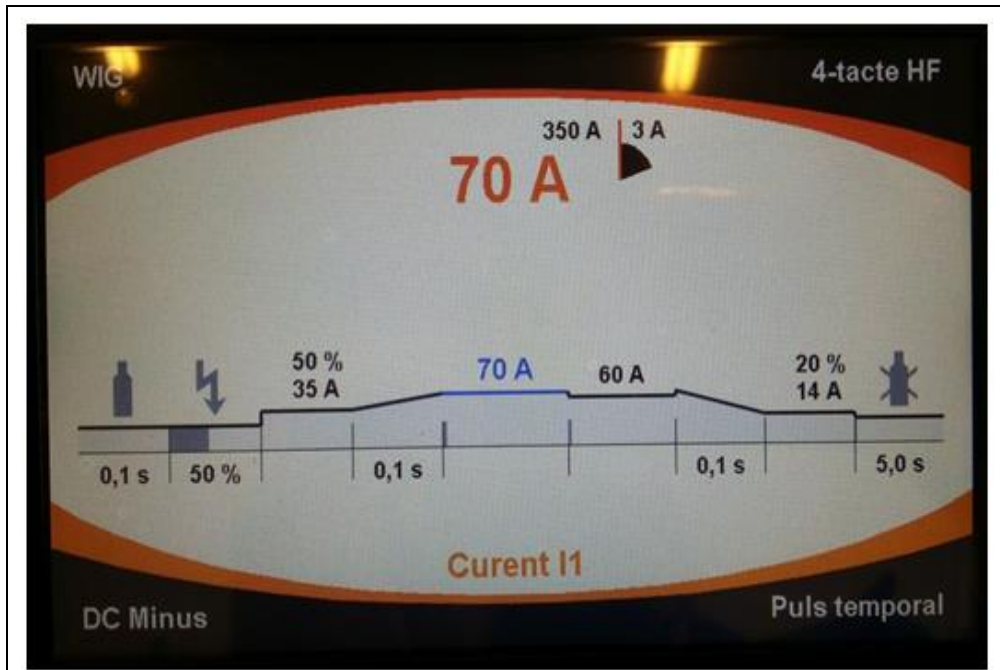 WIG
4-tacte HF
350 A 3 A
70 A
50 %
35 A
70 A
60 A
20 %
14 A
0,1 s
50 %
0,1 s
0,1 s
5,0 s
Curent I1
DC Minus
Puls temporal